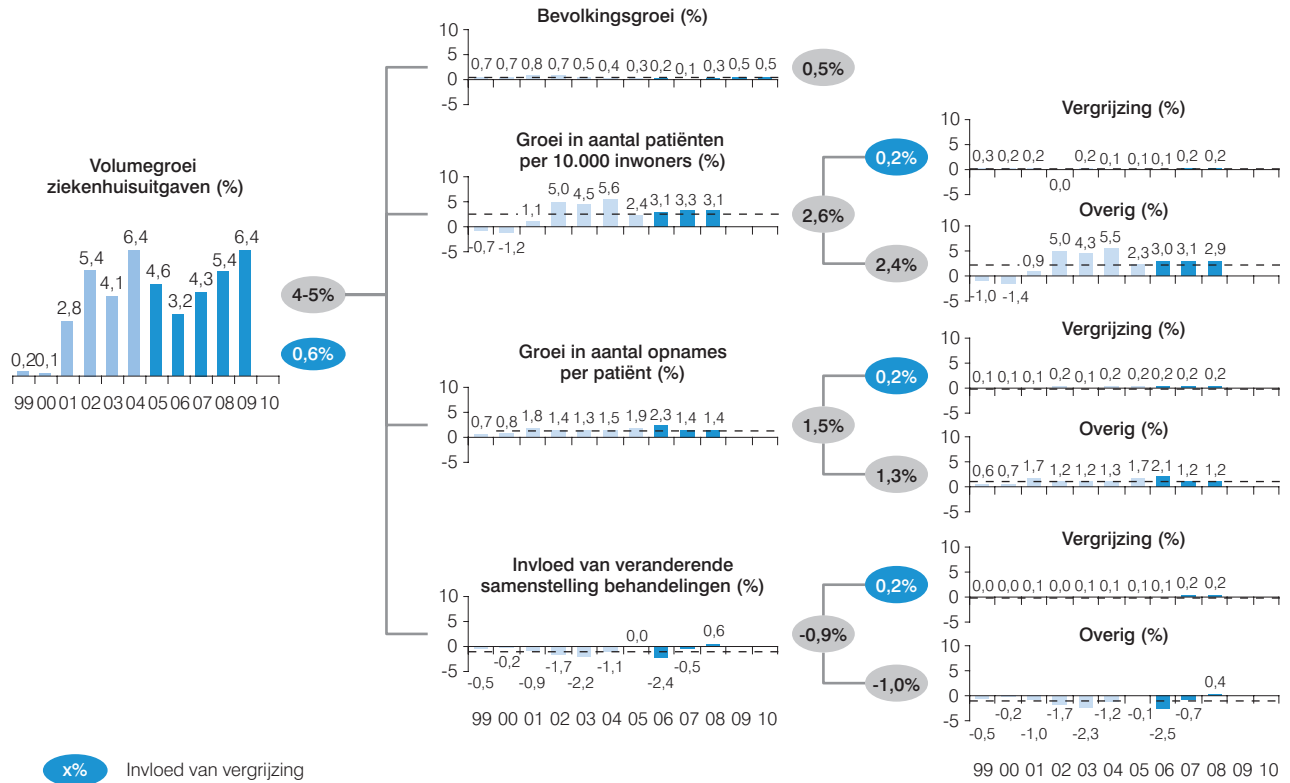 Volumegroei
ziekenhuisuitgaven (%)
0,2 0,1 2,8 5,4 4,1 6,4 4,6 3,2 4,3 5,4 6,4
99 00 01 02 03 04 05 06 07 08 09 10
4-5%
0,6%
Bevolkingsgroei (%)
10
5
0
-5
0,7 0,7 0,8 0,7 0,5 0,4 0,3 0,2 0,1 0,3 0,5 0,5
0,5%
Groei in aantal patiënten
per 10.000 inwoners (%)
10
5
0
-5
-0,7 -1,2 1,1 5,0 4,5 5,6 2,4 3,1 3,3 3,1
2,6%
0,2%
2,4%
Vergrijzing (%)
10
5
0
-5
0,3 0,2 0,2 0,0 0,2 0,1 0,1 0,1 0,2 0,2
Overig (%)
10
5
0
-5
-1,0 -1,4 0,9 5,0 4,3 5,5 2,3 3,0 3,1 2,9
Groei in aantal opnames
per patiënt (%)
10
5
0
-5
0,7 0,8 1,8 1,4 1,3 1,5 1,9 2,3 1,4 1,4
1,5%
0,2%
1,3%
Vergrijzing (%)
10
5
0
-5
0,1 0,1 0,1 0,2 0,1 0,2 0,2 0,2 0,2 0,2
Overig (%)
10
5
0
-5
0,6 0,7 1,7 1,2 1,2 1,3 1,7 2,1 1,2 1,2
Invloed van veranderende
samenstelling behandelingen (%)
10
5
0
-5
-0,5 -0,2 -0,9 -1,7 -2,2 -1,1 0,0 -2,4 -0,5 0,6
99 00 01 02 03 04 05 06 07 08 09 10
-0,9%
0,2%
-1,0%
Vergrijzing (%)
10
5
0
-5
0,0 0,0 0,1 0,0 0,1 0,1 0,1 0,1 0,2 0,2
Overig (%)
10
5
0
-5
-0,5 -0,2 -1,0 -1,7 -2,3 -1,2 -0,1 -2,5 -0,7 0,4
99 00 01 02 03 04 05 06 07 08 09 10
x% Invloed van vergrijzing